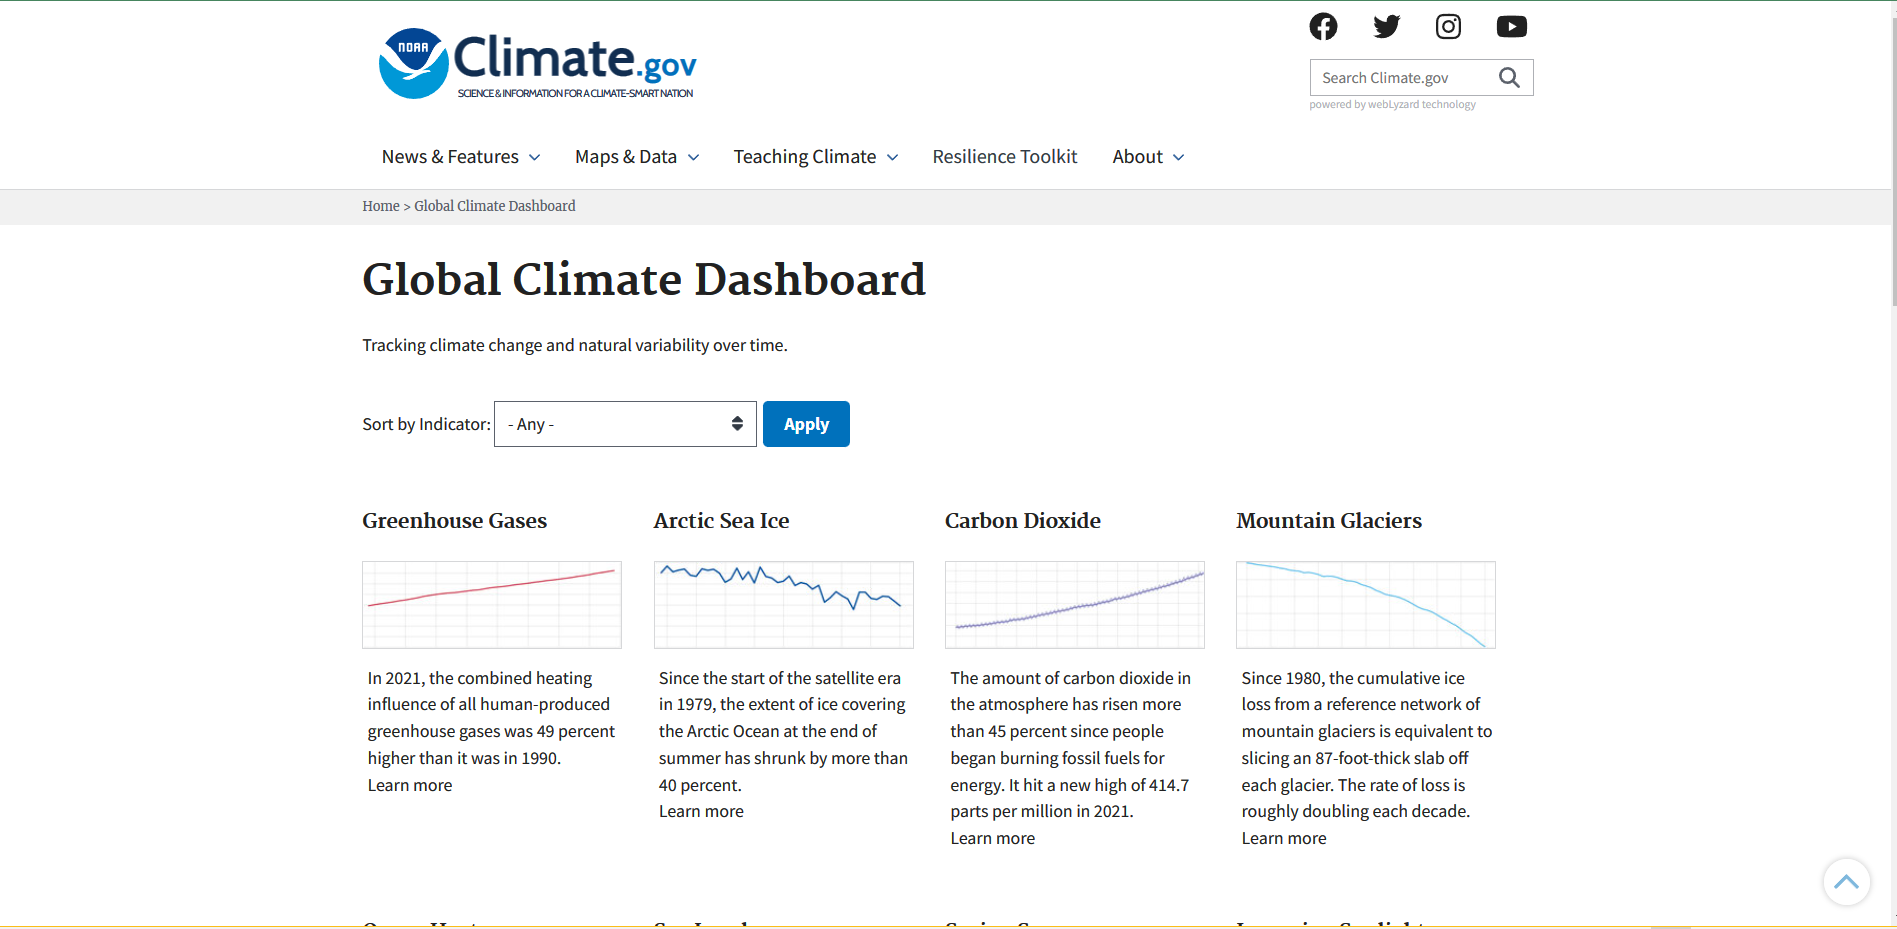 NOAA
Climate.gov
SCIENCE & INFORMATION FOR A CLIMATE-SMART NATION
Search Climate.gov
powered by webLyzard technology
News & Features
Maps & Data
Teaching Climate
Resilience Toolkit
About
Home > Global Climate Dashboard
Global Climate Dashboard
Tracking climate change and natural variability over time.
Sort by Indicator:
- Any -
Apply
Greenhouse Gases
In 2021, the combined heating
influence of all human-produced
greenhouse gases was 49 percent
higher than it was in 1990.
Learn more
Arctic Sea Ice
Since the start of the satellite era
in 1979, the extent of ice covering
the Arctic Ocean at the end of
summer has shrunk by more than
40 percent.
Learn more
Carbon Dioxide
The amount of carbon dioxide in
the atmosphere has risen more
than 45 percent since people
began burning fossil fuels for
energy. It hit a new high of 414.7
parts per million in 2021.
Learn more
Mountain Glaciers
Since 1980, the cumulative ice
loss from a reference network of
mountain glaciers is equivalent to
slicing an 87-foot-thick slab off
each glacier. The rate of loss is
roughly doubling each decade.
Learn more